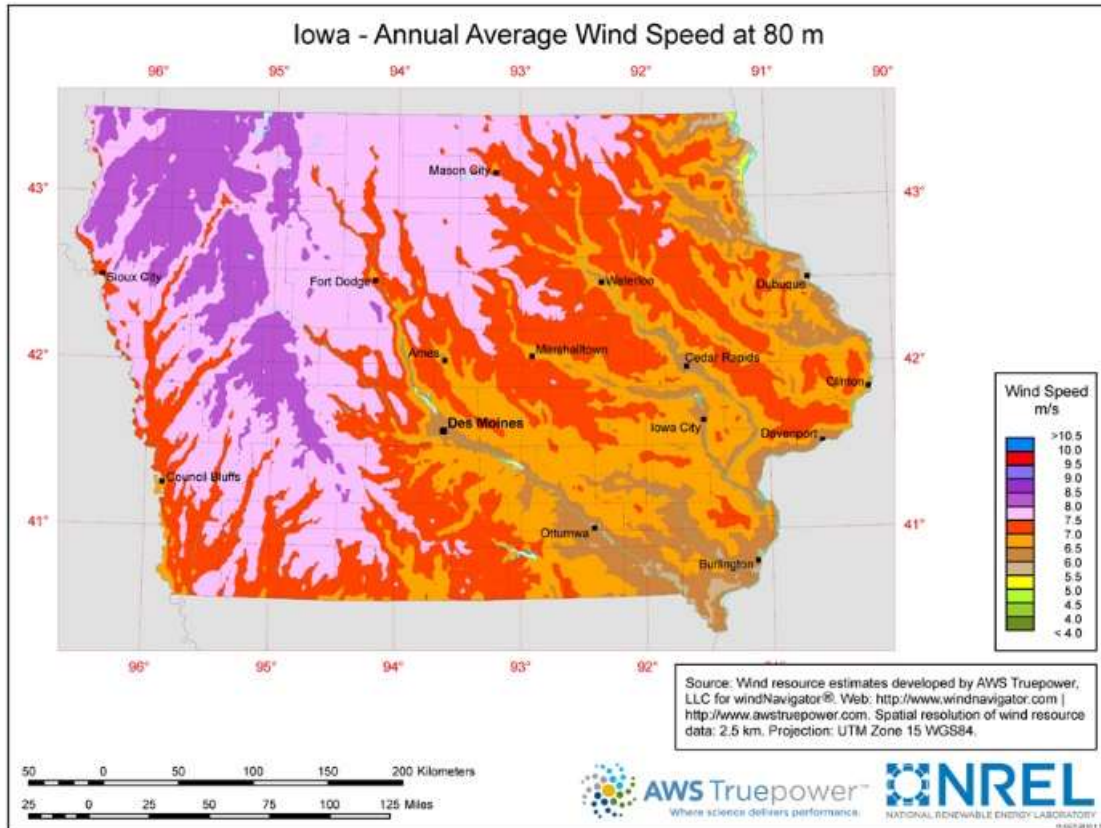 Iowa - Annual Average Wind Speed at 80 m
96° 95° 94° 93° 92° 91° 90°
Mason City
43° 43°
Sioux City
Fort Dodge
Waterloo
Dubuque
42° 42°
Ames
Marshalltown
Cedar Rapids
Clinton
Des Moines
Iowa City
Davenport
Council Bluffs
41° 41°
Ottumwa
Burlington
96° 95° 94° 93° 92°
Wind Speed
m/s
>10.5
10.0
9.5
9.0
8.5
8.0
7.5
7.0
6.5
6.0
5.5
5.0
4.5
4.0
< 4.0
Source: Wind resource estimates developed by AWS Truepower,
LLC for windNavigator®. Web: http://www.windnavigator.com |
http://www.awstruepower.com. Spatial resolution of wind resource
data: 2.5 km. Projection: UTM Zone 15 WGS84.
50 0 50 100 150 200 Kilometers
25 0 25 50 75 100 125 Miles
AWS Truepower™
Where science delivers performance.
NREL
NATIONAL RENEWABLE ENERGY LABORATORY